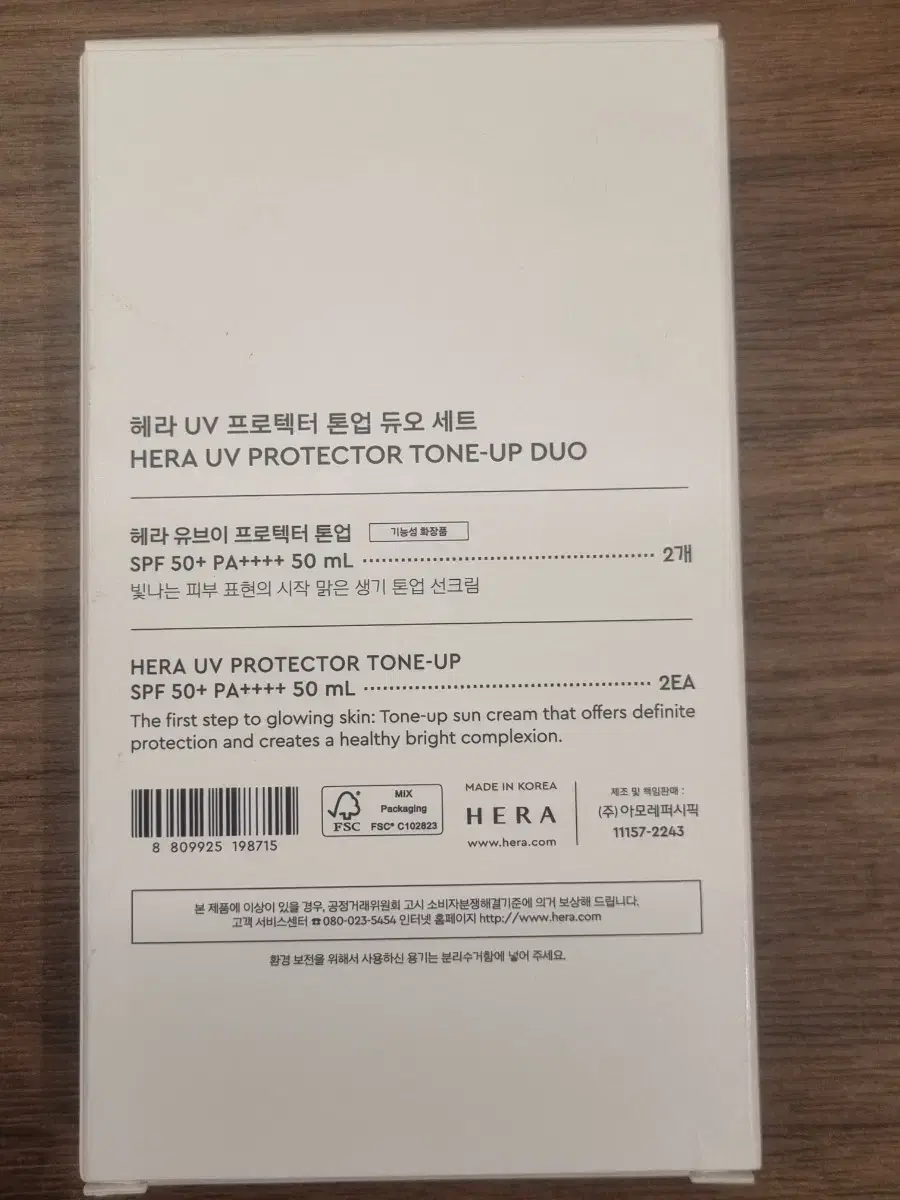 헤라 UV 프로텍터 톤업 듀오 세트
HERA UV PROTECTOR TONE-UP DUO
헤라 유브이 프로텍터 톤업 기능성 화장품
SPF 50+ PA++++ 50 mL 2개
빛나는 피부 표현의 시작 맑은 생기 톤업 선크림
HERA UV PROTECTOR TONE-UP
SPF 50+ PA++++ 50 mL 2EA
The first step to glowing skin: Tone-up sun cream that offers definite
protection and creates a healthy bright complexion.
8 809925 198715
FSC
MIX
Packaging
FSC® C102823
MADE IN KOREA
HERA
www.hera.com
제조 및 책임판매 :
(주)아모레퍼시픽
11157-2243
본 제품에 이상이 있을 경우, 공정거래위원회 고시 소비자분쟁해결기준에 의거 보상해 드립니다.
고객 서비스센터 ☎080-023-5454 인터넷 홈페이지 http://www.hera.com
환경 보전을 위해서 사용하신 용기는 분리수거함에 넣어 주세요.